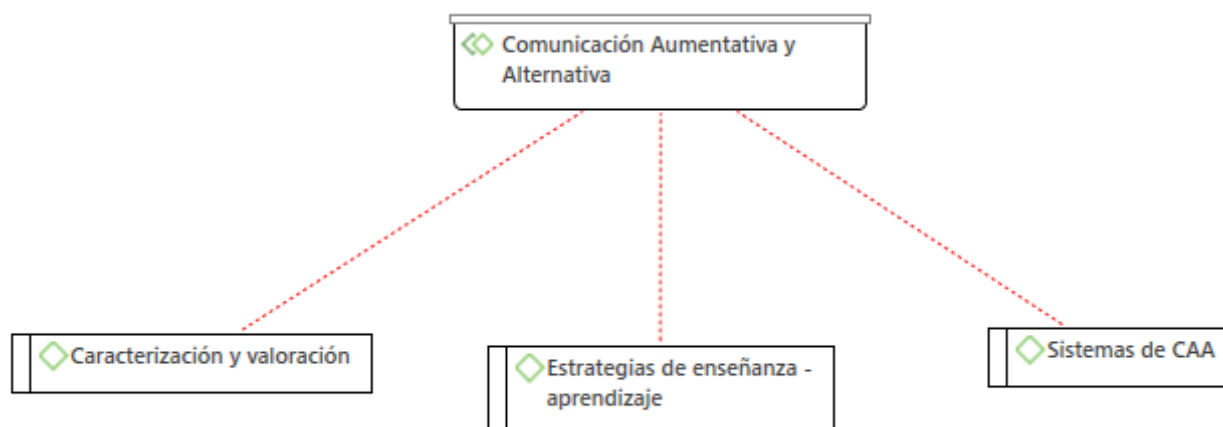 Comunicación Aumentativa y
Alternativa
Caracterización y valoración
Estrategias de enseñanza -
aprendizaje
Sistemas de CAA